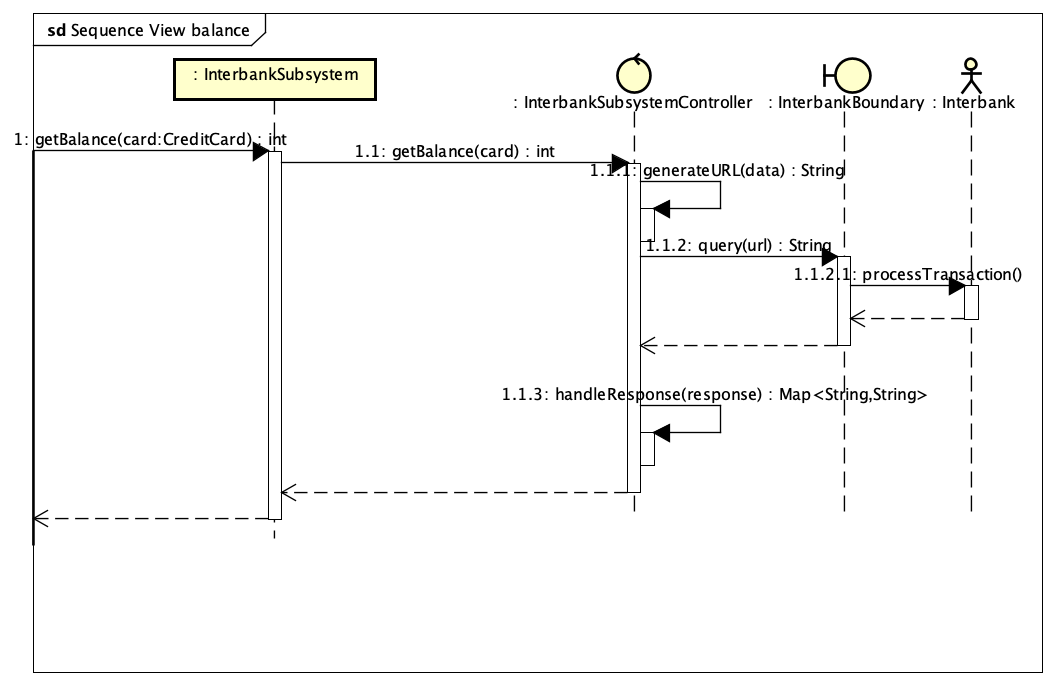 sd Sequence View balance
: InterbankSubsystem
: InterbankSubsystemController
: InterbankBoundary
: Interbank
1: getBalance(card:CreditCard) : int
1.1: getBalance(card) : int
1.1.1: generateURL(data) : String
1.1.2: query(url) : String
1.1.2.1: processTransaction()
1.1.3: handleResponse(response) : Map<String,String>